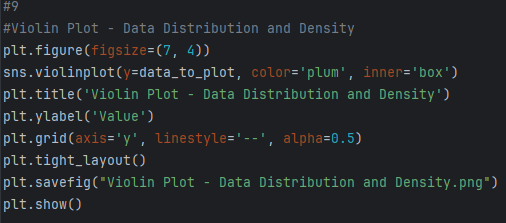 #9
#Violin Plot - Data Distribution and Density
plt.figure(figsize=(7, 4))
sns.violinplot(y=data_to_plot, color='plum', inner='box')
plt.title('Violin Plot - Data Distribution and Density')
plt.ylabel('Value')
plt.grid(axis='y', linestyle='--', alpha=0.5)
plt.tight_layout()
plt.savefig("Violin Plot - Data Distribution and Density.png")
plt.show()